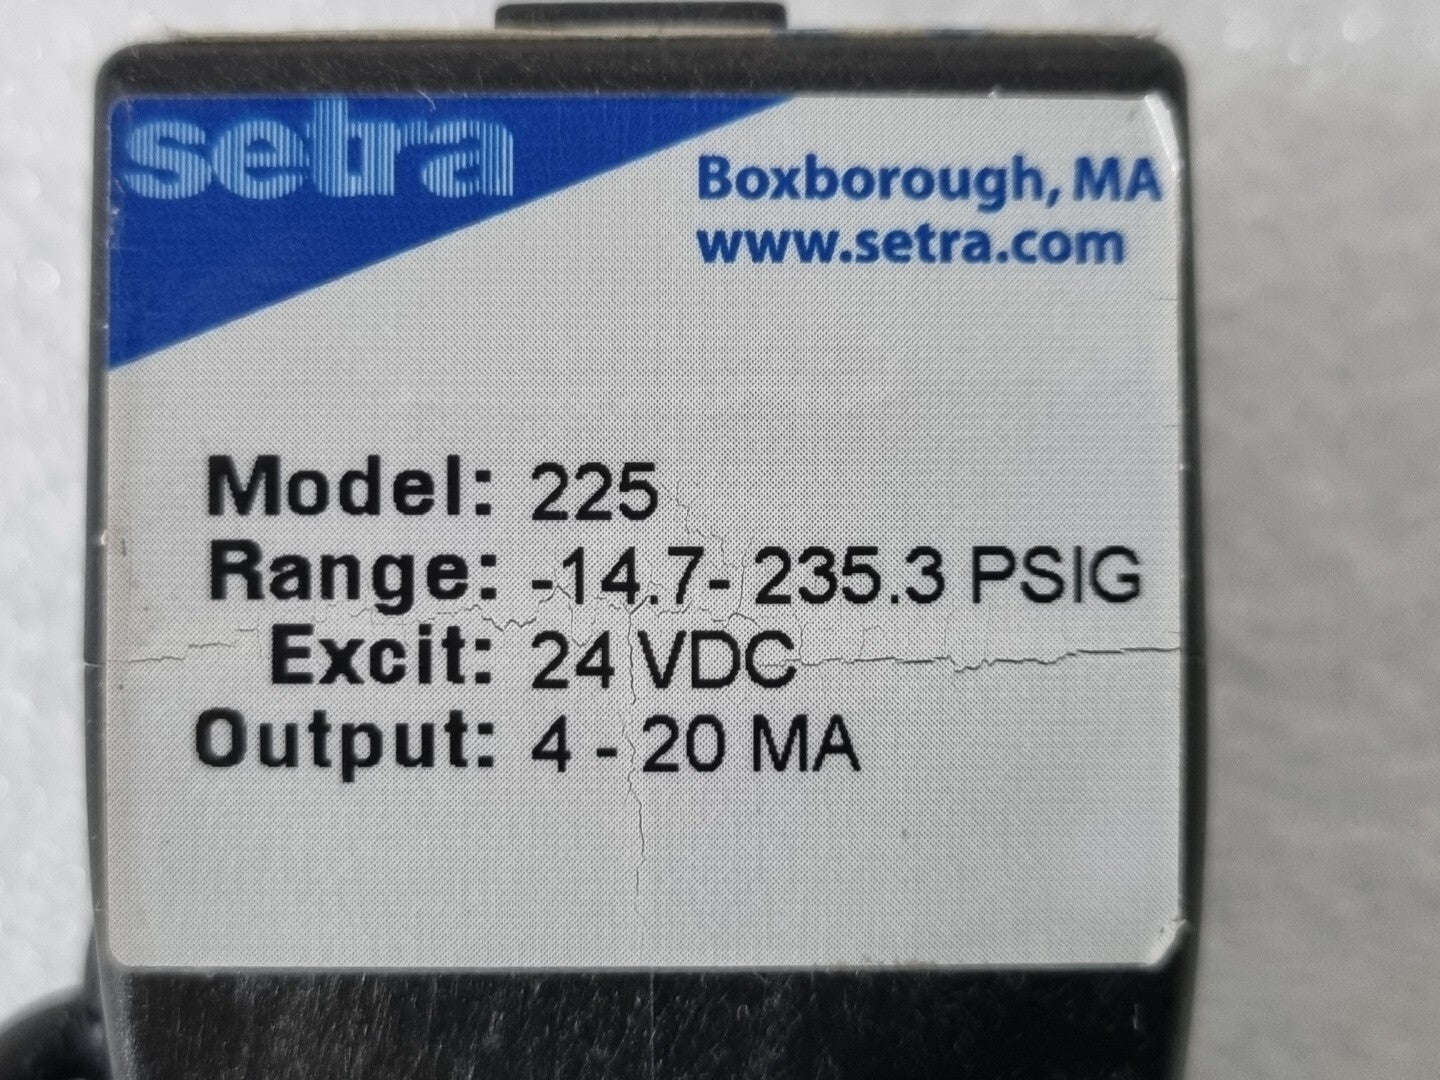 setra
Boxborough, MA
www.setra.com
Model: 225
Range: -14.7- 235.3 PSIG
Excit: 24 VDC
Output: 4 - 20 MA